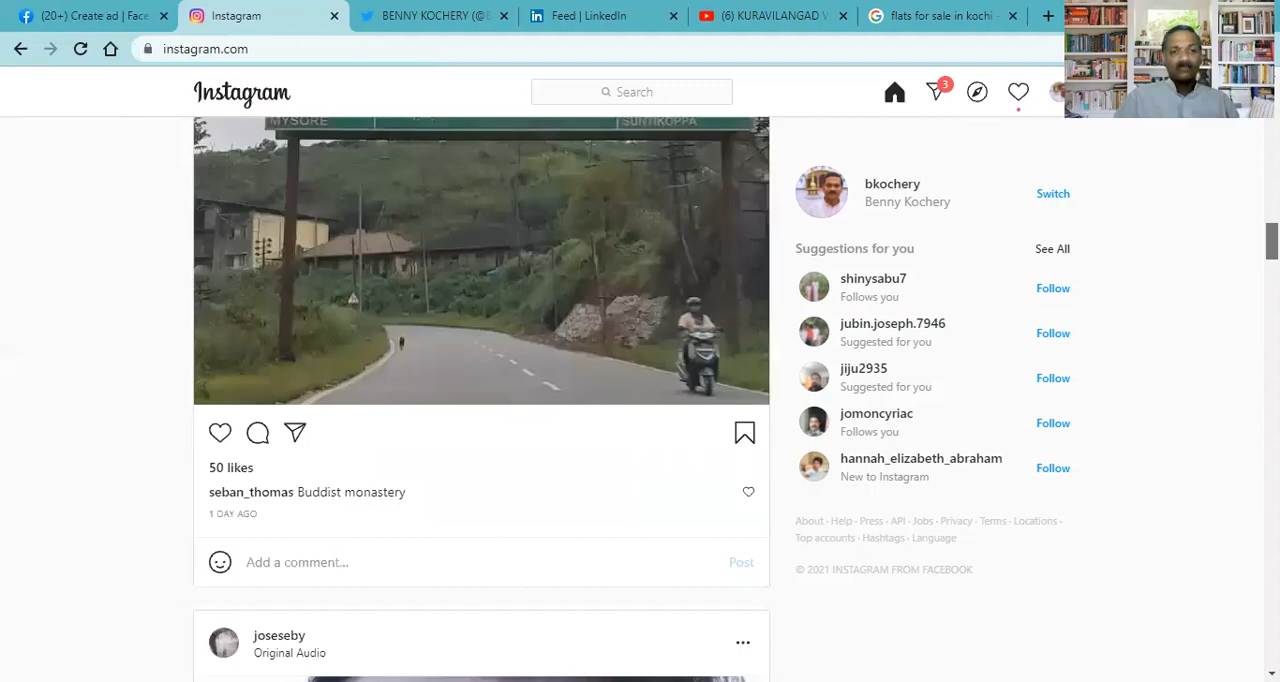 (20+) Create ad | Face
Instagram
BENNY KOCHERY (@
Feed | LinkedIn
(6) KURAVILANGAD V
flats for sale in kochi -
instagram.com
Instagram
Search
3
MYSORE
SUNTIKOPPA
bkochery
Benny Kochery
Switch
Suggestions for you
See All
shinysabu7
Follows you
Follow
jubin.joseph.7946
Suggested for you
Follow
jiju2935
Suggested for you
Follow
jomoncyriac
Follows you
Follow
hannah_elizabeth_abraham
New to Instagram
Follow
50 likes
seban_thomas Buddist monastery
1 DAY AGO
Add a comment...
Post
About · Help · Press · API · Jobs · Privacy · Terms · Locations ·
Top accounts · Hashtags · Language
© 2021 INSTAGRAM FROM FACEBOOK
joseseby
Original Audio